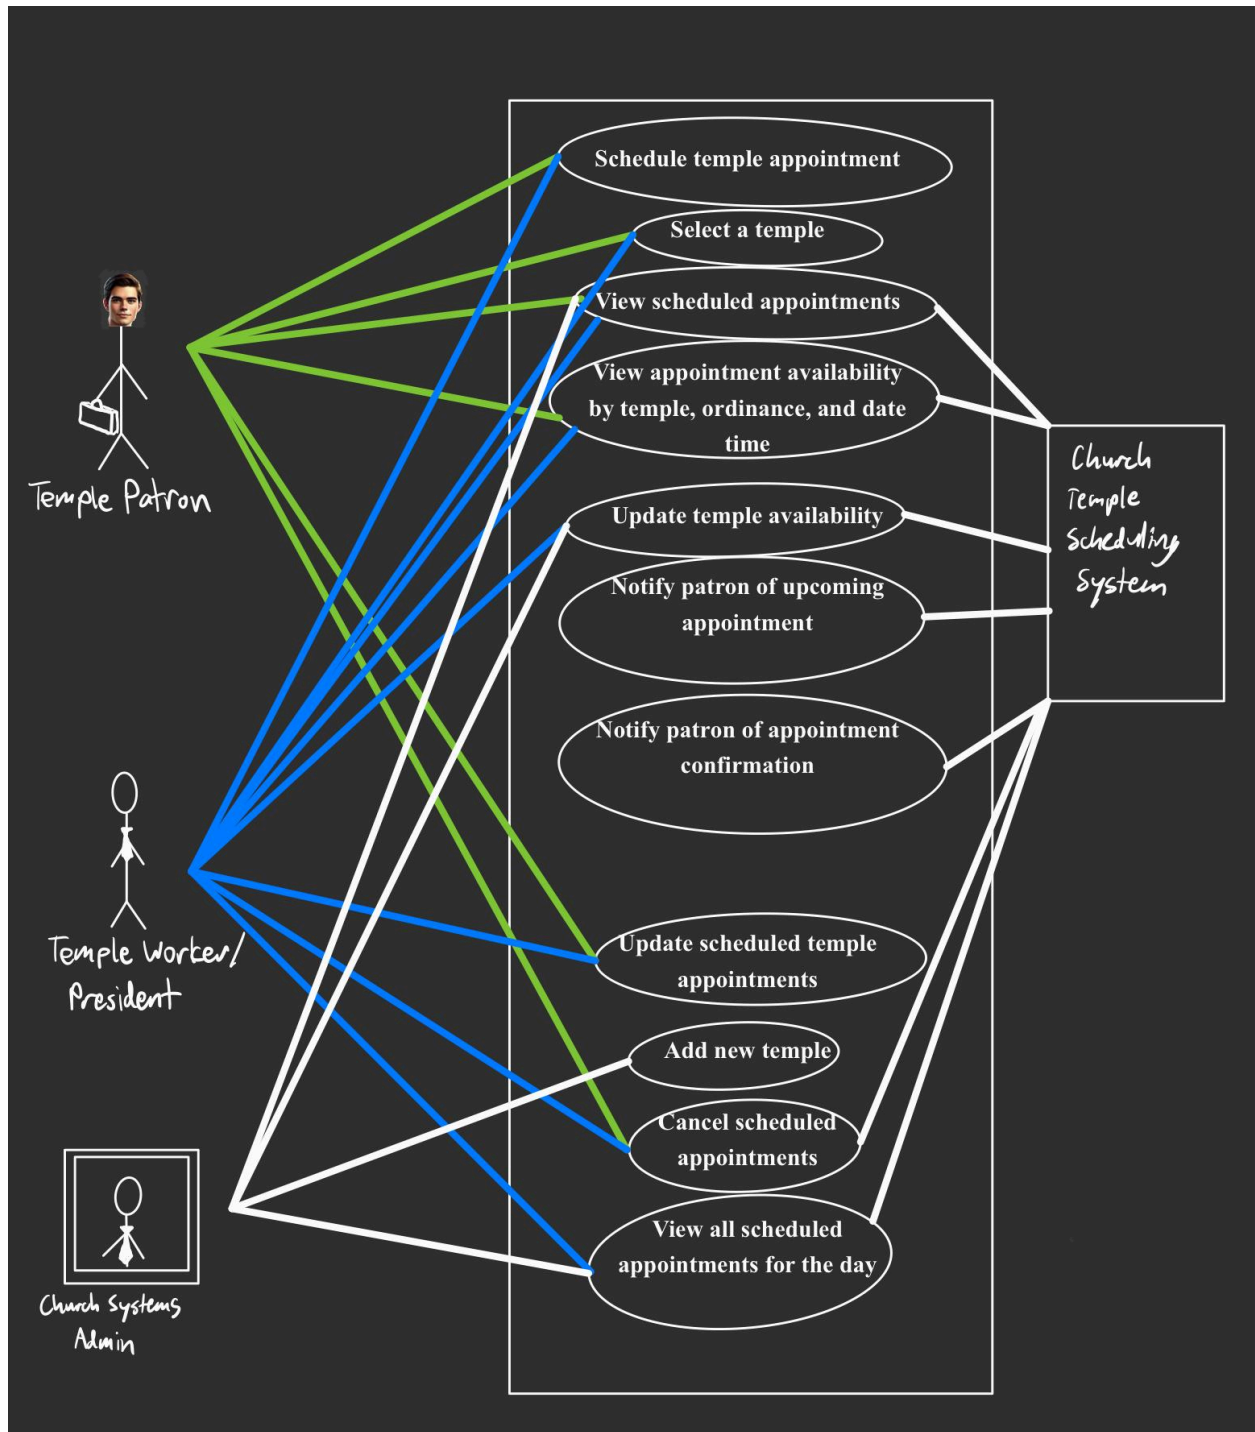 Schedule temple appointment
Select a temple
View scheduled appointments
View appointment availability
by temple, ordinance, and date
time
Update temple availability
Notify patron of upcoming
appointment
Notify patron of appointment
confirmation
Update scheduled temple
appointments
Add new temple
Cancel scheduled
appointments
View all scheduled
appointments for the day
Temple Patron
Temple Worker/
President
Church Systems
Admin
Church
Temple
Scheduling
System